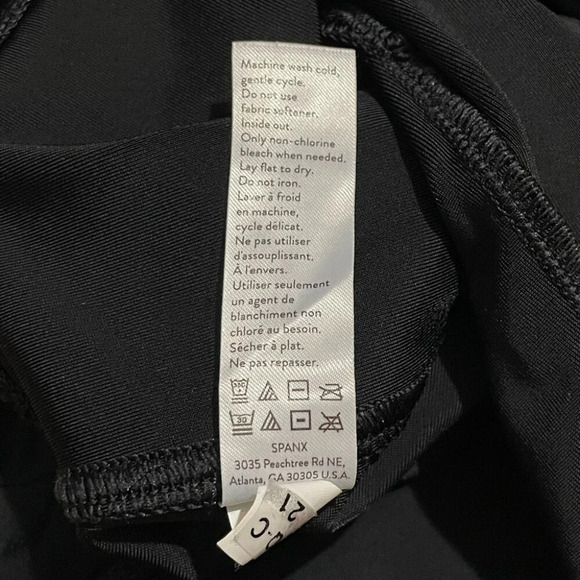 Machine wash cold,
gentle cycle.
Do not use
fabric softaner.
Inside out.
Only non-chlorine
bleach when needed.
Lay flat to dry.
Do not iron.
Laver à froid
en machine,
cycle délicat.
Ne pas utiliser
d'assouplissant.
À l'envers.
Utiliser seulement
un agent de
blanchiment non
chloré au besoin.
Sécher à plat.
Ne pas repasser.
30
SPANX
3035 Peachtree Rd NE,
Atlanta, GA 30305 U.S.A.
-C
21